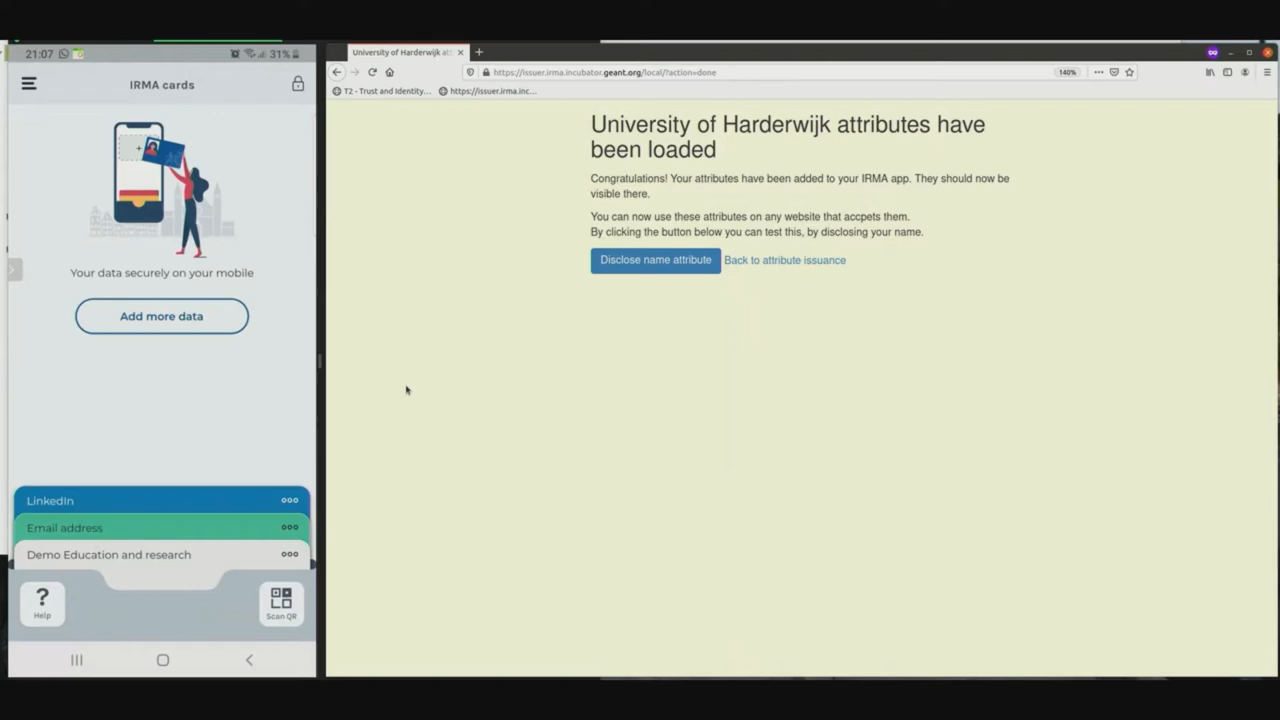 21:07
31%
IRMA cards
Your data securely on your mobile
Add more data
LinkedIn
Email address
Demo Education and research
?
Help
Scan QR
University of Harderwijk at
https://issuer.irma.incubator.geant.org/local/?action=done
140%
T2 - Trust and Identity...
https://issuer.irma.inc...
University of Harderwijk attributes have
been loaded
Congratulations! Your attributes have been added to your IRMA app. They should now be
visible there.
You can now use these attributes on any website that accpets them.
By clicking the button below you can test this, by disclosing your name.
Disclose name attribute Back to attribute issuance